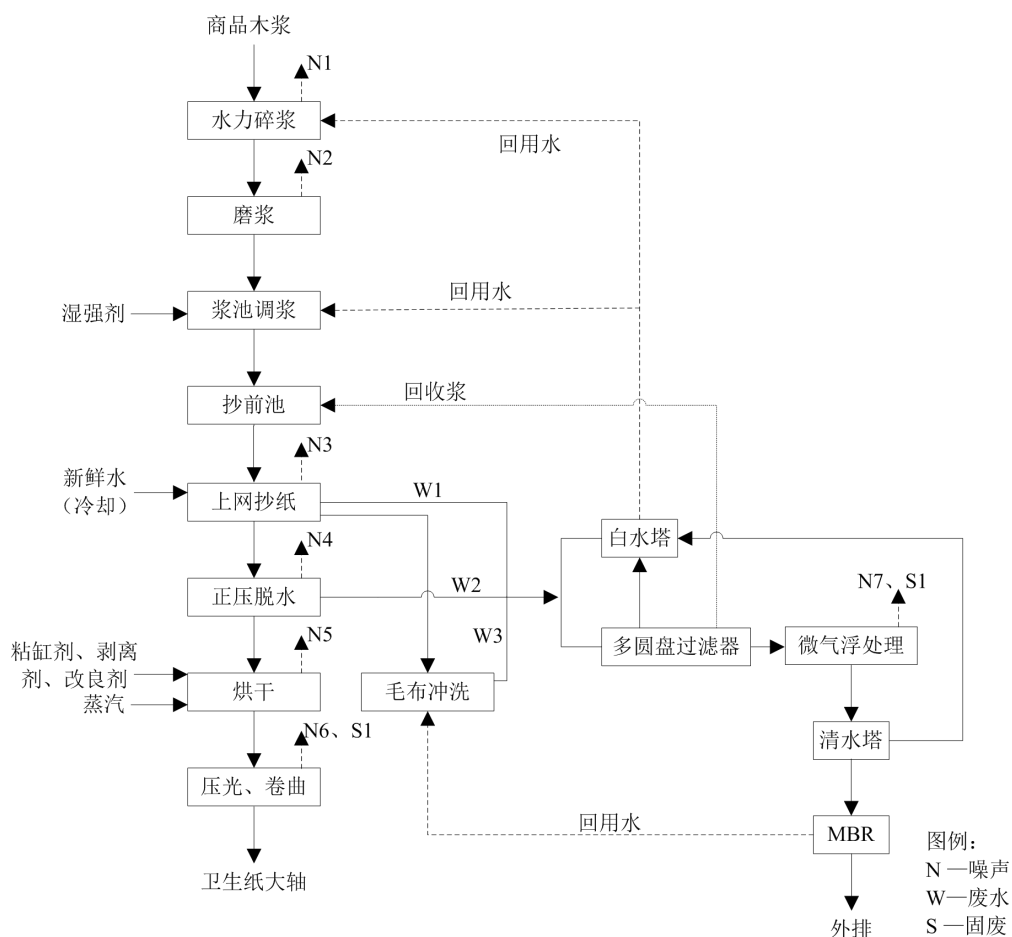 商品木浆
N1
水力碎浆
回用水
N2
磨浆
回用水
湿强剂
浆池调浆
回收浆
抄前池
N3
新鲜水
（冷却）
上网抄纸
W1
白水塔
N4
正压脱水
W2
N7、S1
N5
W3
多圆盘过滤器
微气浮处理
粘缸剂、剥离
剂、改良剂
蒸汽
烘干
毛布冲洗
N6、S1
清水塔
压光、卷曲
回用水
MBR
卫生纸大轴
外排
图例：
N —噪声
W—废水
S —固废